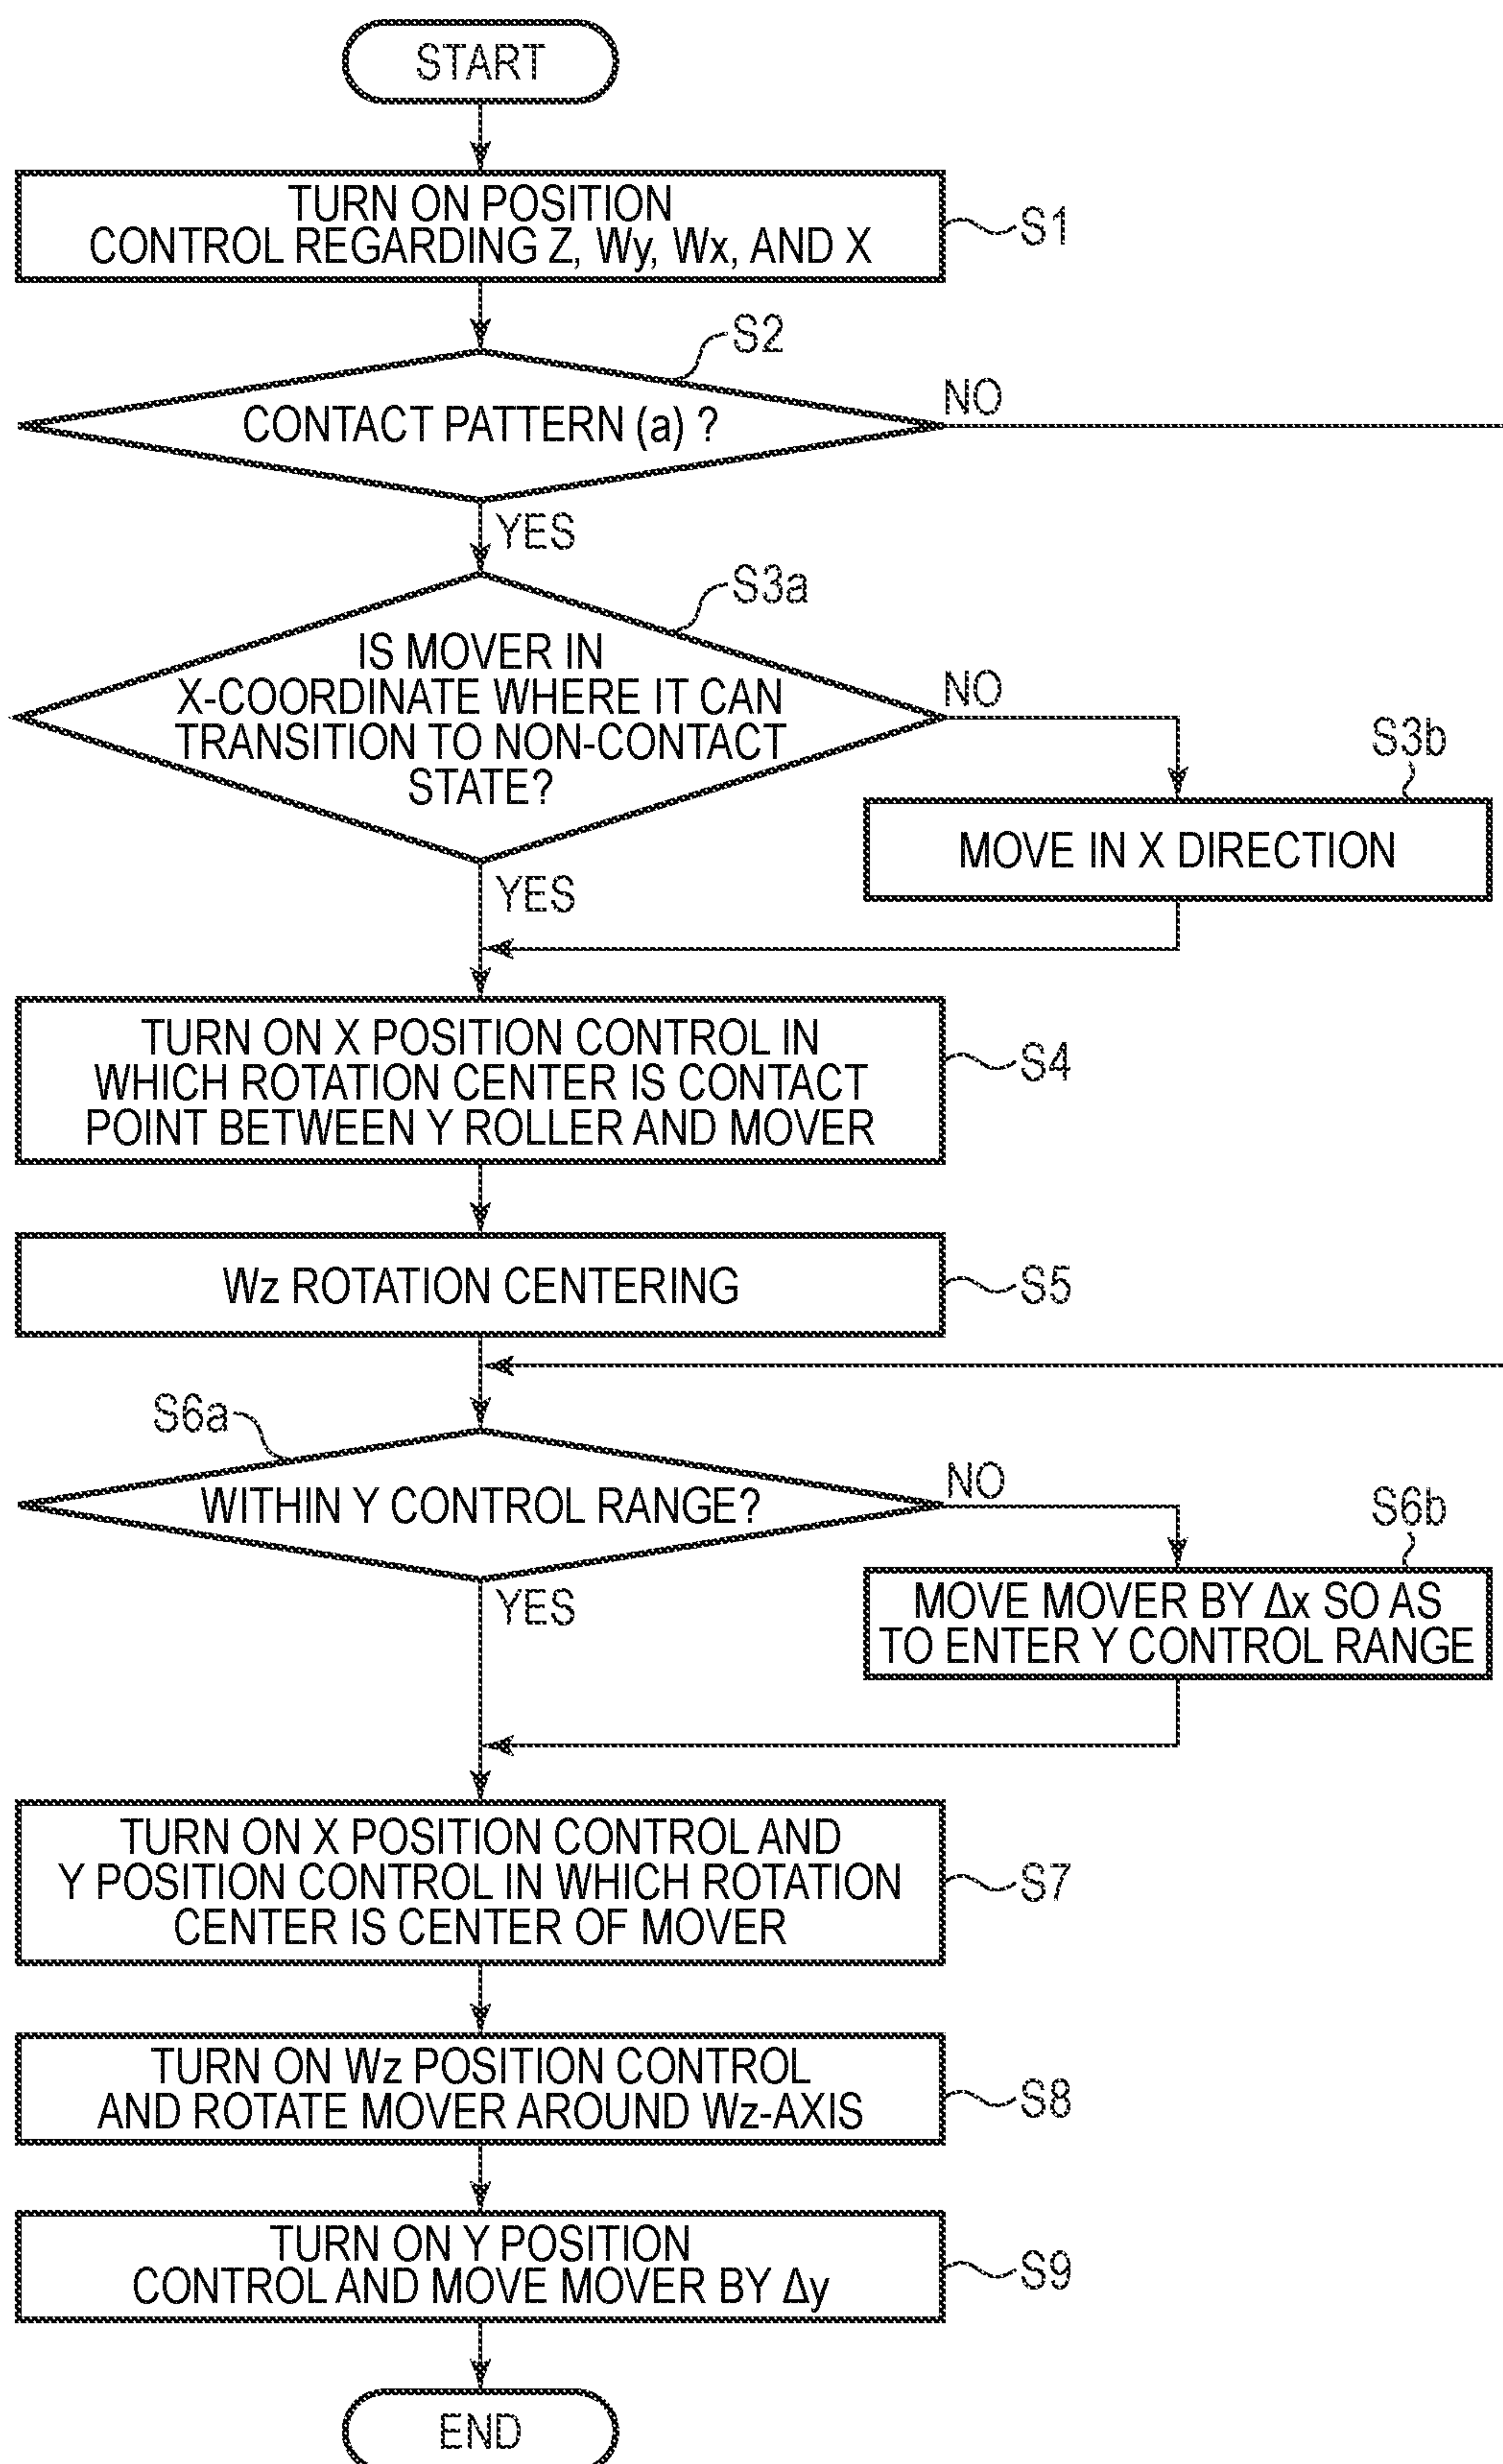 START
TURN ON POSITION
CONTROL REGARDING Z, Wy, Wx, AND X
S1
S2
CONTACT PATTERN (a) ?
NO
YES
S3a
IS MOVER IN
X-COORDINATE WHERE IT CAN
TRANSITION TO NON-CONTACT
STATE?
NO
S3b
MOVE IN X DIRECTION
YES
TURN ON X POSITION CONTROL IN
WHICH ROTATION CENTER IS CONTACT
POINT BETWEEN Y ROLLER AND MOVER
S4
Wz ROTATION CENTERING
S5
S6a
WITHIN Y CONTROL RANGE?
NO
S6b
MOVE MOVER BY Δx SO AS
TO ENTER Y CONTROL RANGE
YES
TURN ON X POSITION CONTROL AND
Y POSITION CONTROL IN WHICH ROTATION
CENTER IS CENTER OF MOVER
S7
TURN ON Wz POSITION CONTROL
AND ROTATE MOVER AROUND Wz-AXIS
S8
TURN ON Y POSITION
CONTROL AND MOVE MOVER BY Δy
S9
END